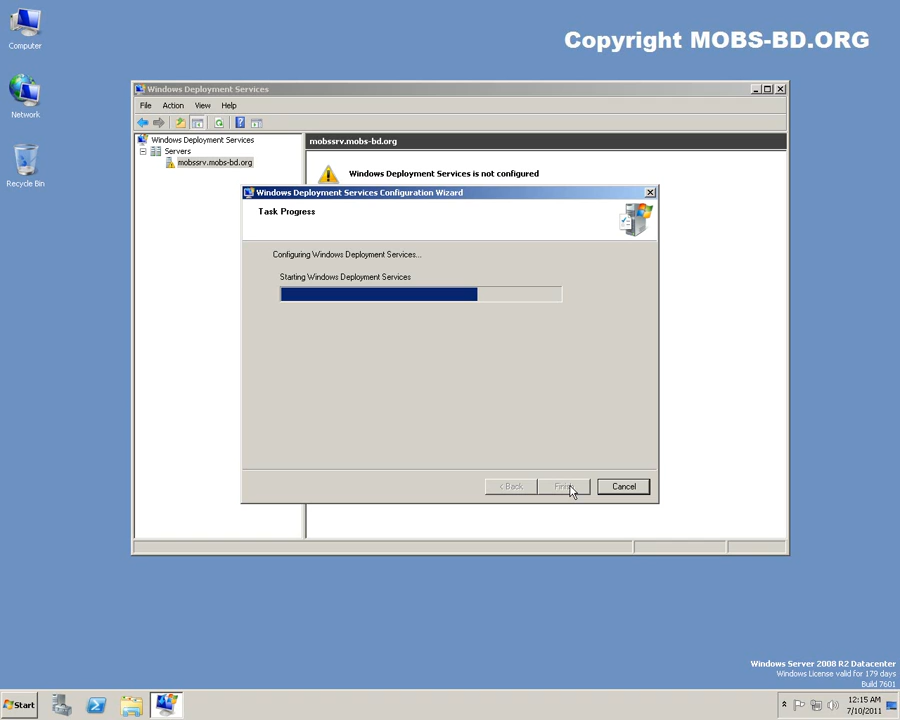 Computer
Network
Recycle Bin
Copyright MOBS-BD.ORG
Windows Deployment Services
File Action View Help
Windows Deployment Services
Servers
mobssrv.mobs-bd.org
mobssrv.mobs-bd.org
Windows Deployment Services is not configured
Windows Deployment Services Configuration Wizard
Task Progress
Configuring Windows Deployment Services...
Starting Windows Deployment Services
< Back Finish Cancel
Windows Server 2008 R2 Datacenter
Windows License valid for 179 days
Build 7601
Start
12:15 AM
7/10/2011